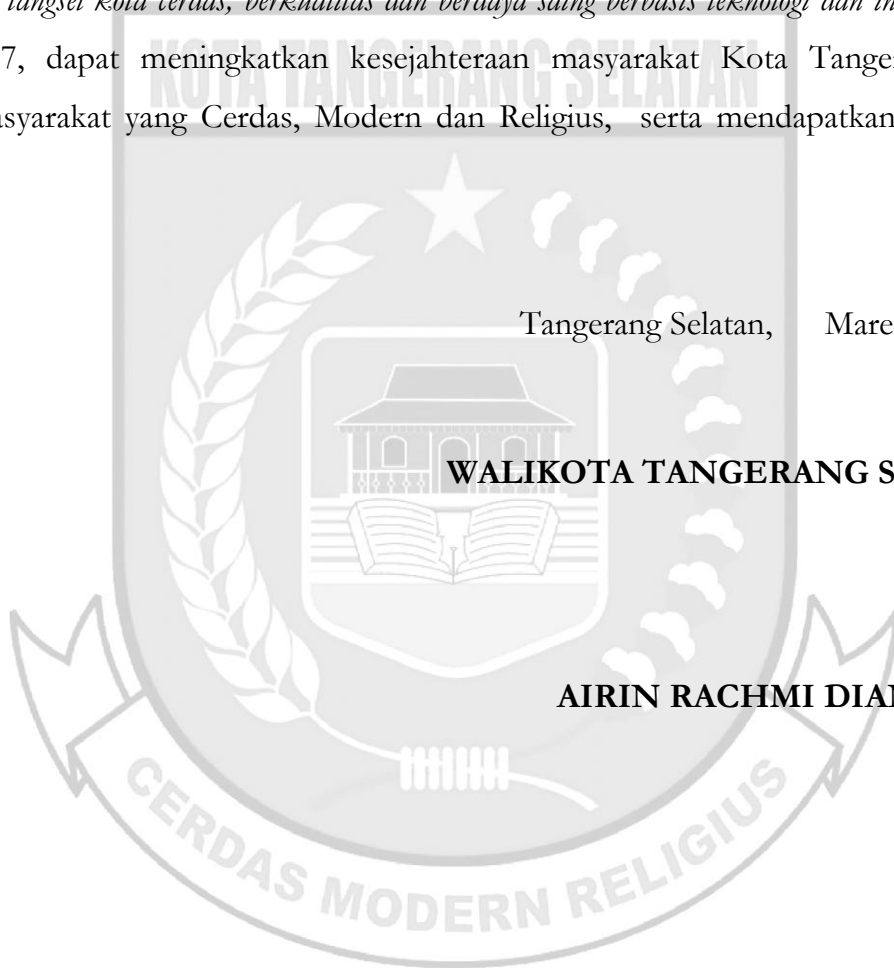 tangsel kota cerdas, berkualitas dan berdaya saing berbasis teknologi dan in
7, dapat meningkatkan kesejahteraan masyarakat Kota Tange
KOTA TANGERANG SELATAN
asyarakat yang Cerdas, Modern dan Religius, serta mendapatkan
Tangerang Selatan, Mare
WALIKOTA TANGERANG S
AIRIN RACHMI DIAN
CERDAS MODERN RELIGIUS